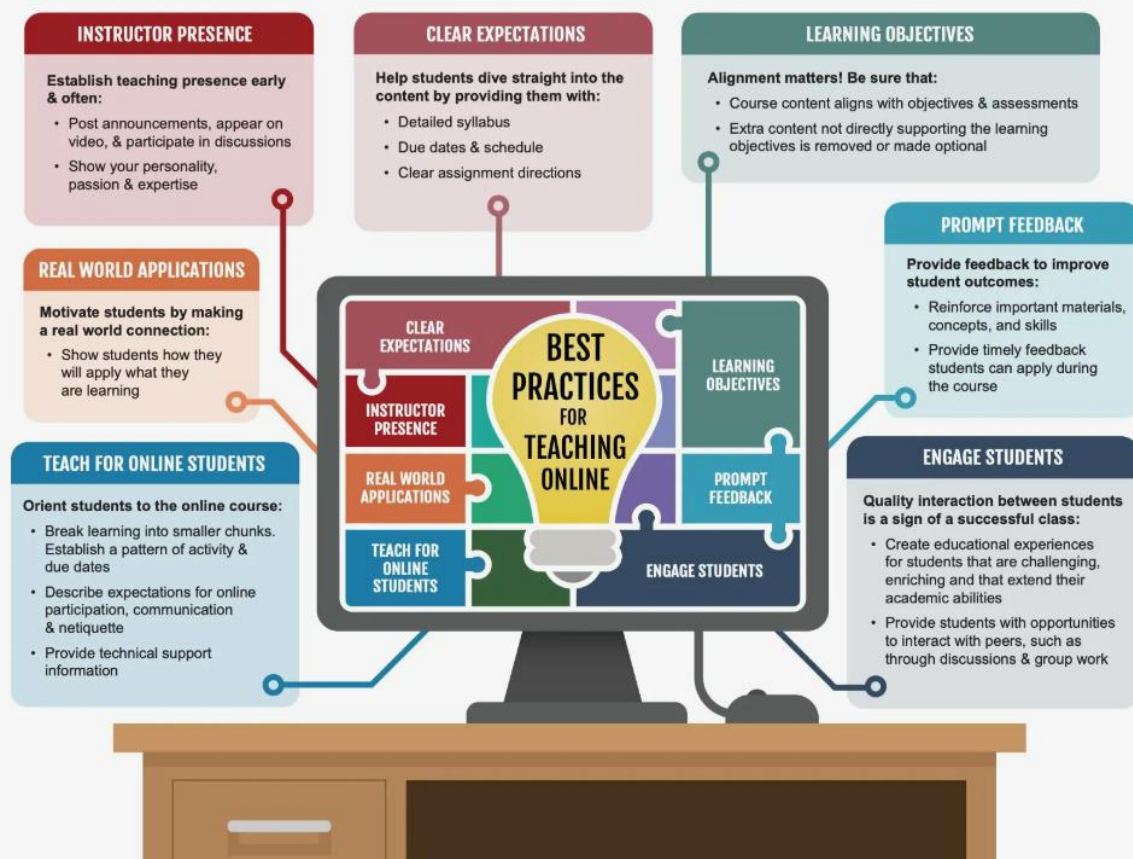 INSTRUCTOR PRESENCE
Establish teaching presence early
& often:
• Post announcements, appear on
video, & participate in discussions
• Show your personality,
passion & expertise
CLEAR EXPECTATIONS
Help students dive straight into the
content by providing them with:
• Detailed syllabus
• Due dates & schedule
• Clear assignment directions
LEARNING OBJECTIVES
Alignment matters! Be sure that:
• Course content aligns with objectives & assessments
• Extra content not directly supporting the learning
objectives is removed or made optional
REAL WORLD APPLICATIONS
Motivate students by making
a real world connection:
• Show students how they
will apply what they
are learning
PROMPT FEEDBACK
Provide feedback to improve
student outcomes:
• Reinforce important materials,
concepts, and skills
• Provide timely feedback
students can apply during
the course
TEACH FOR ONLINE STUDENTS
Orient students to the online course:
• Break learning into smaller chunks.
Establish a pattern of activity &
due dates
• Describe expectations for online
participation, communication
& netiquette
• Provide technical support
information
ENGAGE STUDENTS
Quality interaction between students
is a sign of a successful class:
• Create educational experiences
for students that are challenging,
enriching and that extend their
academic abilities
• Provide students with opportunities
to interact with peers, such as
through discussions & group work
CLEAR
EXPECTATIONS
INSTRUCTOR
PRESENCE
REAL WORLD
APPLICATIONS
TEACH FOR
ONLINE
STUDENTS
BEST
PRACTICES
FOR
TEACHING
ONLINE
LEARNING
OBJECTIVES
PROMPT
FEEDBACK
ENGAGE STUDENTS